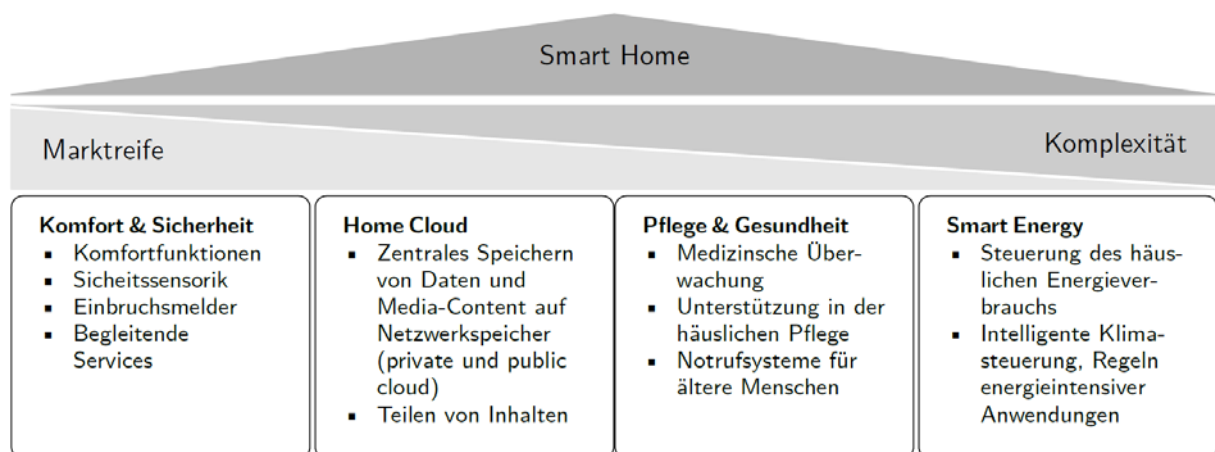 Smart Home
Marktreife
Komplexität
Komfort & Sicherheit
▪ Komfortfunktionen
▪ Sicheitssensorik
▪ Einbruchsmelder
▪ Begleitende
Services
Home Cloud
▪ Zentrales Speichern
von Daten und
Media-Content auf
Netzwerkspeicher
(private und public
cloud)
▪ Teilen von Inhalten
Pflege & Gesundheit
▪ Medizinsche Über-
wachung
▪ Unterstützung in der
häuslichen Pflege
▪ Notrufsysteme für
ältere Menschen
Smart Energy
▪ Steuerung des häus-
lichen Energiever-
brauchs
▪ Intelligente Klima-
steuerung, Regeln
energieintensiver
Anwendungen